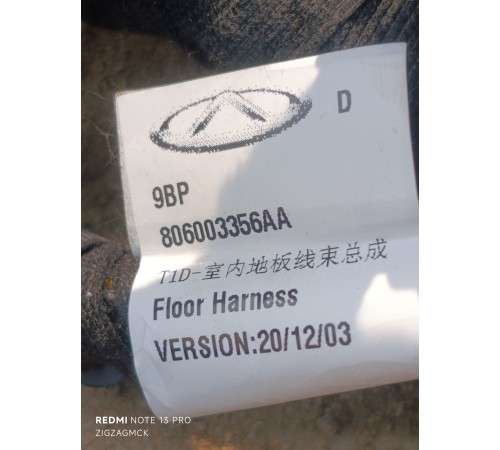 D
9BP
806003356AA
T1D-室内地板线束总成
Floor Harness
VERSION:20/12/03
REDMI NOTE 13 PRO
ZIGZAGMCK